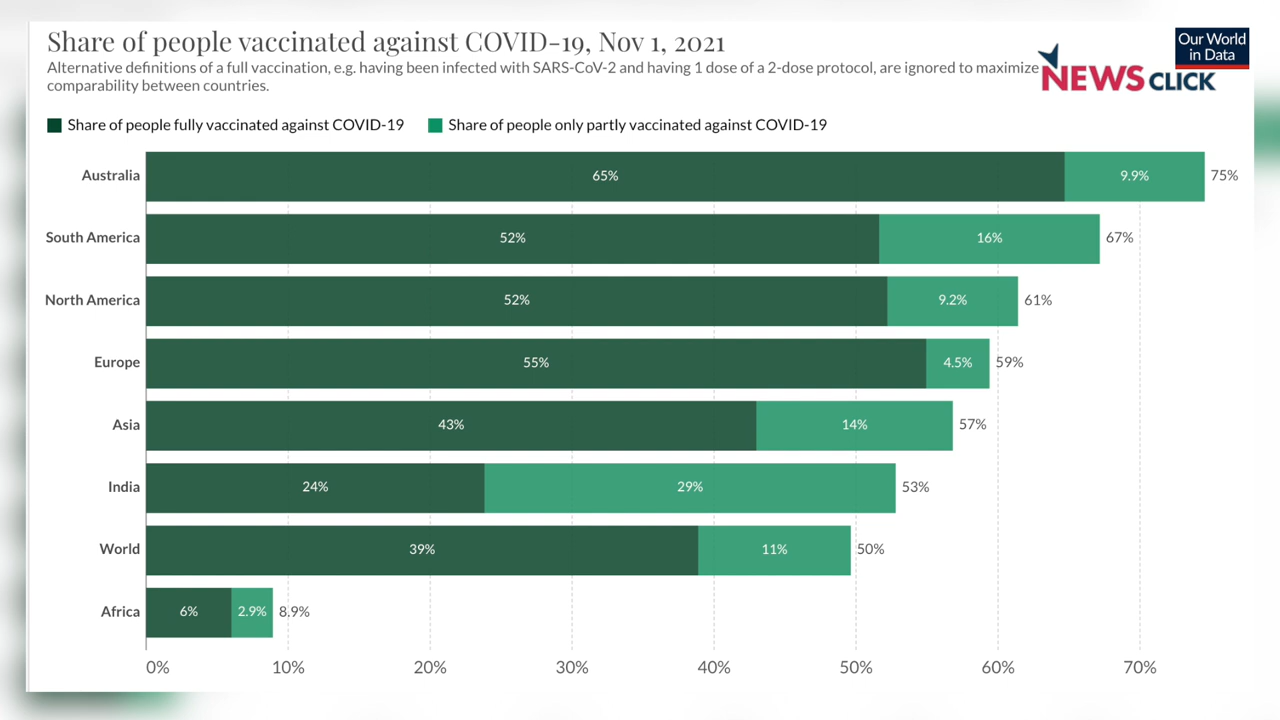 Share of people vaccinated against COVID-19, Nov 1, 2021
Alternative definitions of a full vaccination, e.g. having been infected with SARS-CoV-2 and having 1 dose of a 2-dose protocol, are ignored to maximize
comparability between countries.
Our World
in Data
NEWSCLICK
Share of people fully vaccinated against COVID-19
Share of people only partly vaccinated against COVID-19
Australia 65% 9.9% 75%
South America 52% 16% 67%
North America 52% 9.2% 61%
Europe 55% 4.5% 59%
Asia 43% 14% 57%
India 24% 29% 53%
World 39% 11% 50%
Africa 6% 2.9% 8.9%
0% 10% 20% 30% 40% 50% 60% 70%